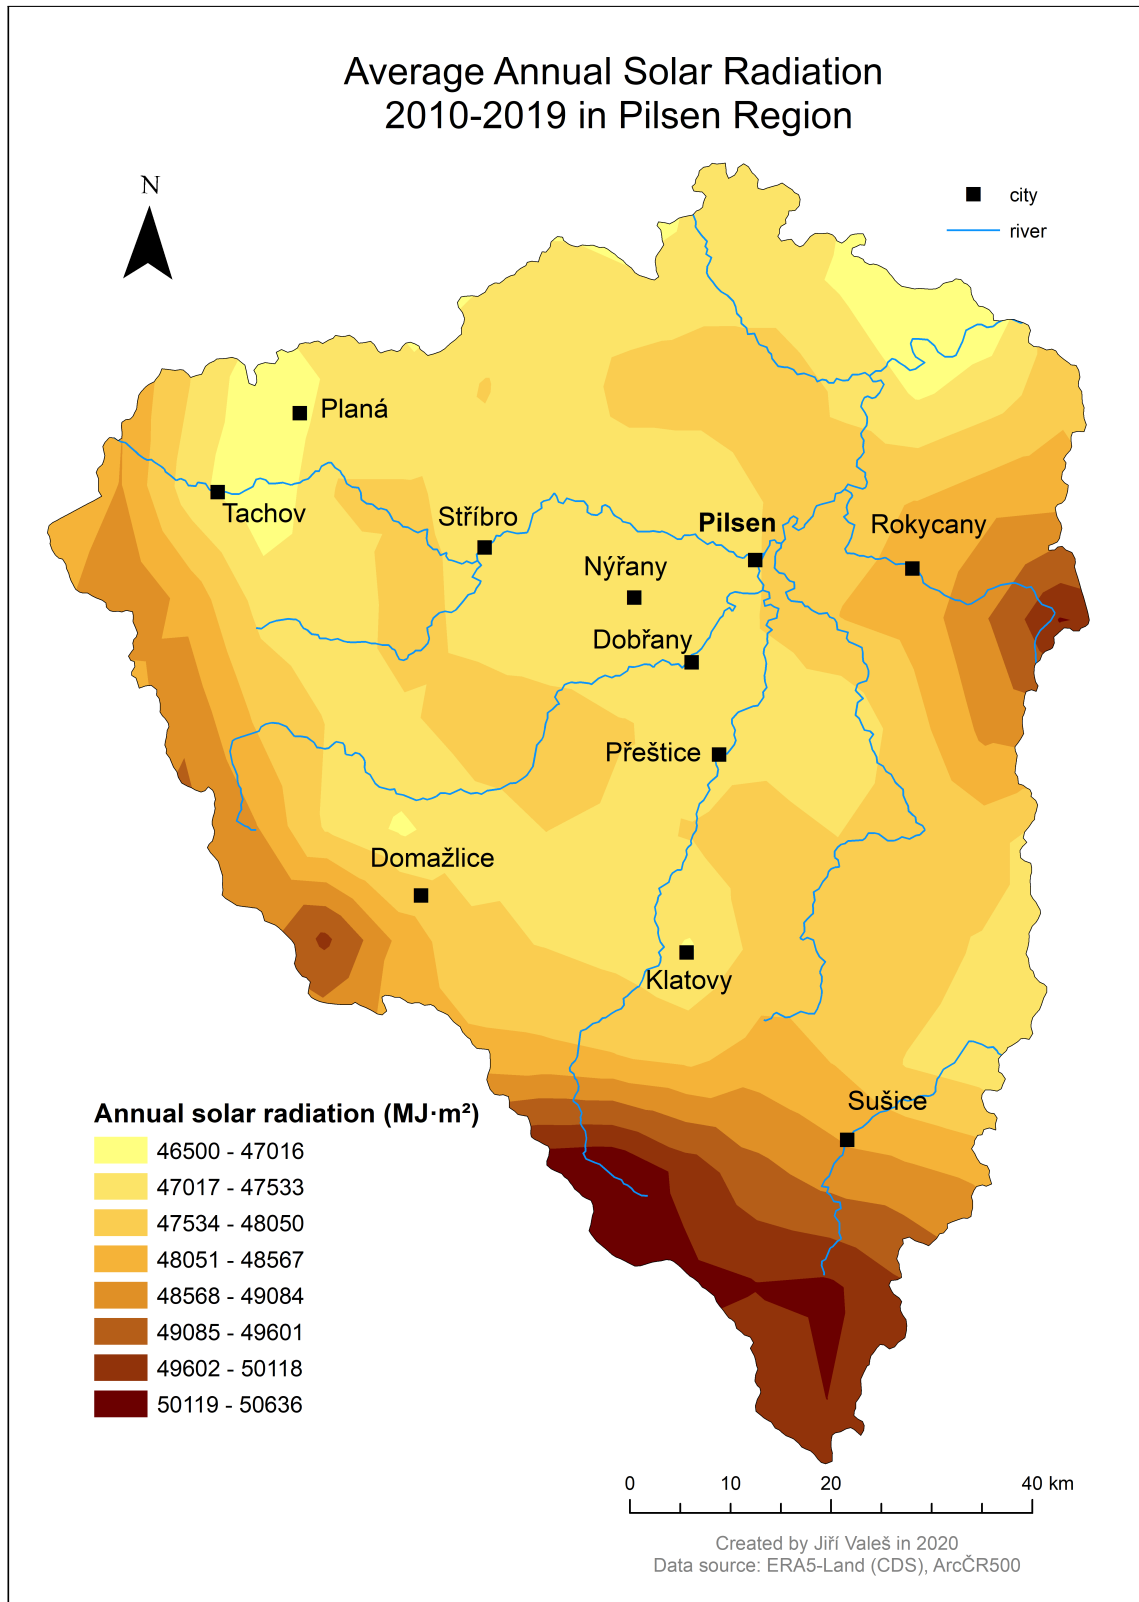 Average Annual Solar Radiation
2010-2019 in Pilsen Region
N
city
river
Planá
Tachov
Stříbro
Pilsen
Rokycany
Nýřany
Dobřany
Přeštice
Domažlice
Klatovy
Sušice
Annual solar radiation (MJ·m²)
46500 - 47016
47017 - 47533
47534 - 48050
48051 - 48567
48568 - 49084
49085 - 49601
49602 - 50118
50119 - 50636
0 10 20 40 km
Created by Jiří Valeš in 2020
Data source: ERA5-Land (CDS), ArcČR500